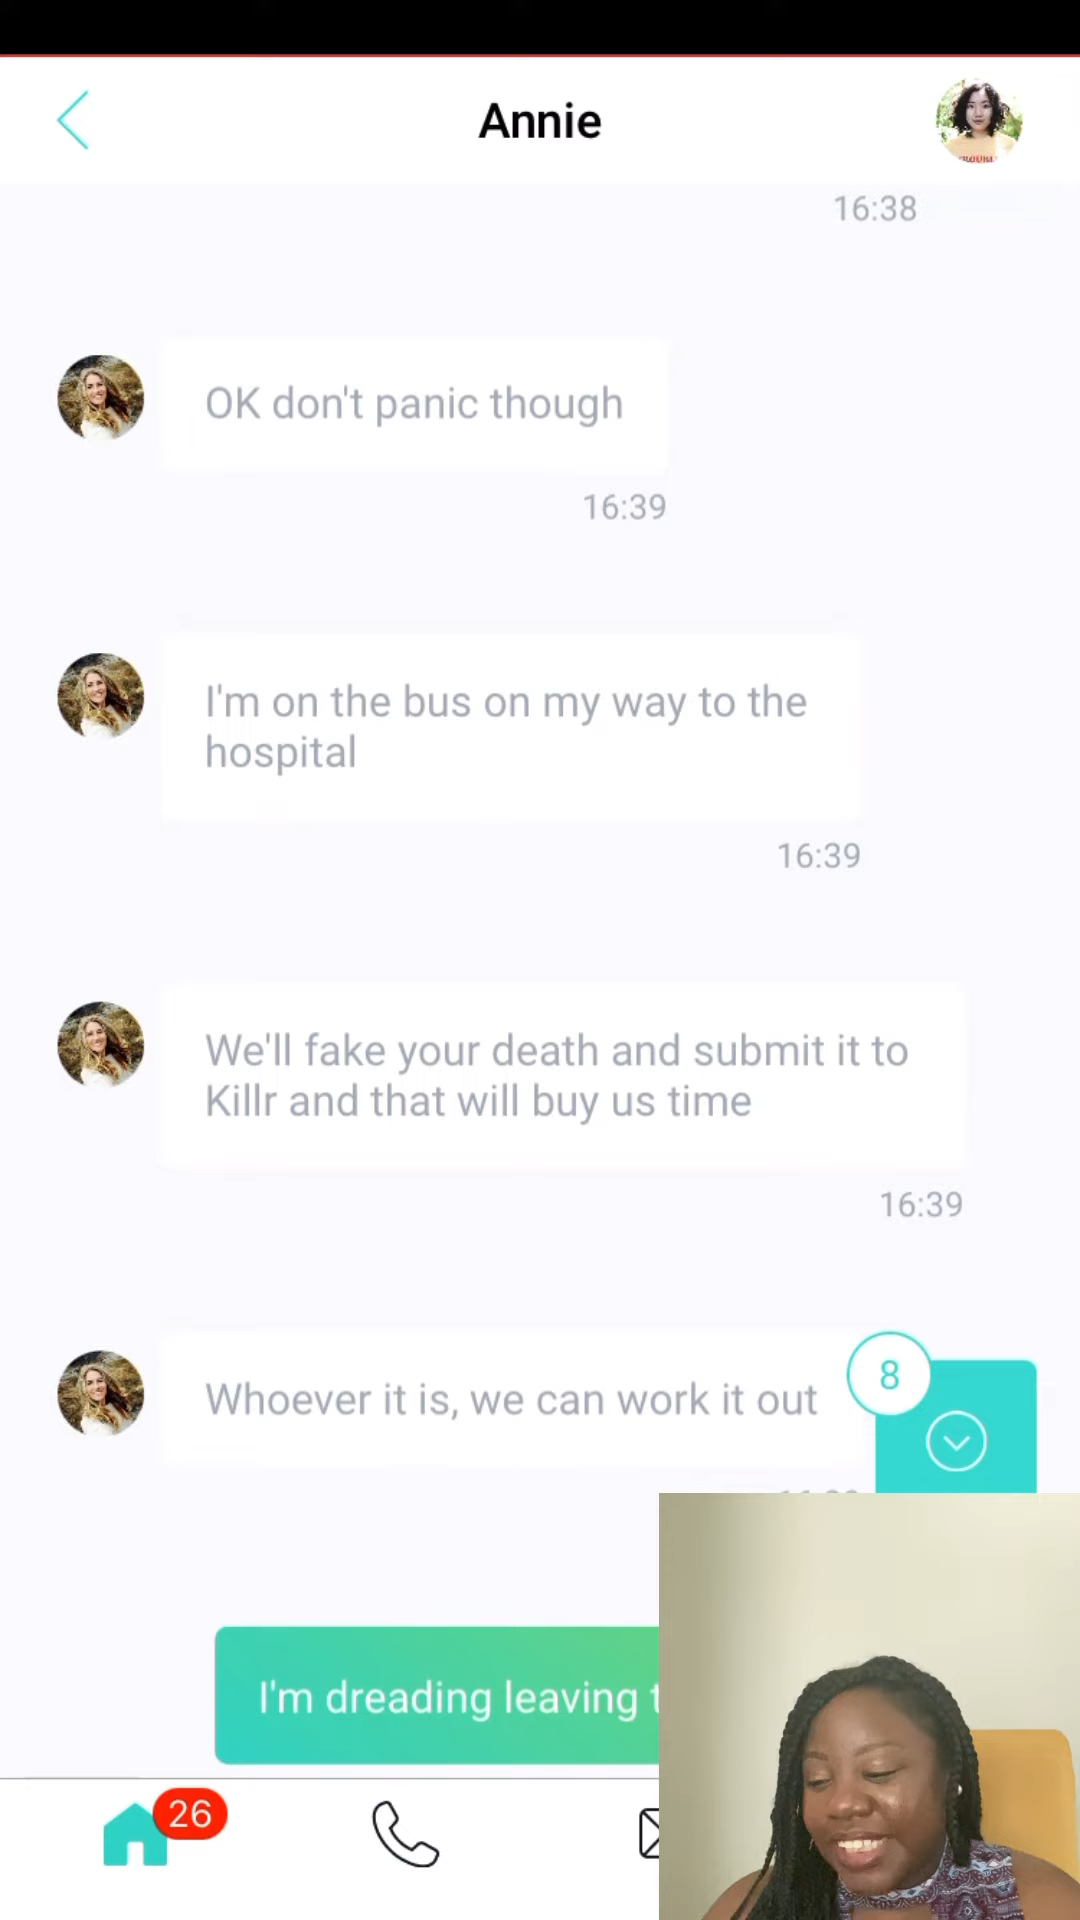 Annie
16:38
OK don't panic though
16:39
I'm on the bus on my way to the
hospital
16:39
We'll fake your death and submit it to
Killr and that will buy us time
16:39
Whoever it is, we can work it out
8
I'm dreading leaving
26